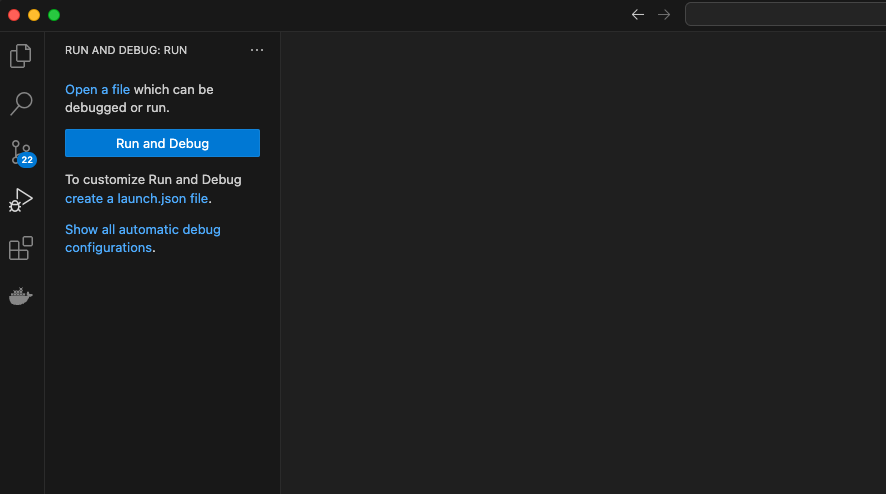 RUN AND DEBUG: RUN
Open a file which can be
debugged or run.
Run and Debug
22
To customize Run and Debug
create a launch.json file.
Show all automatic debug
configurations.